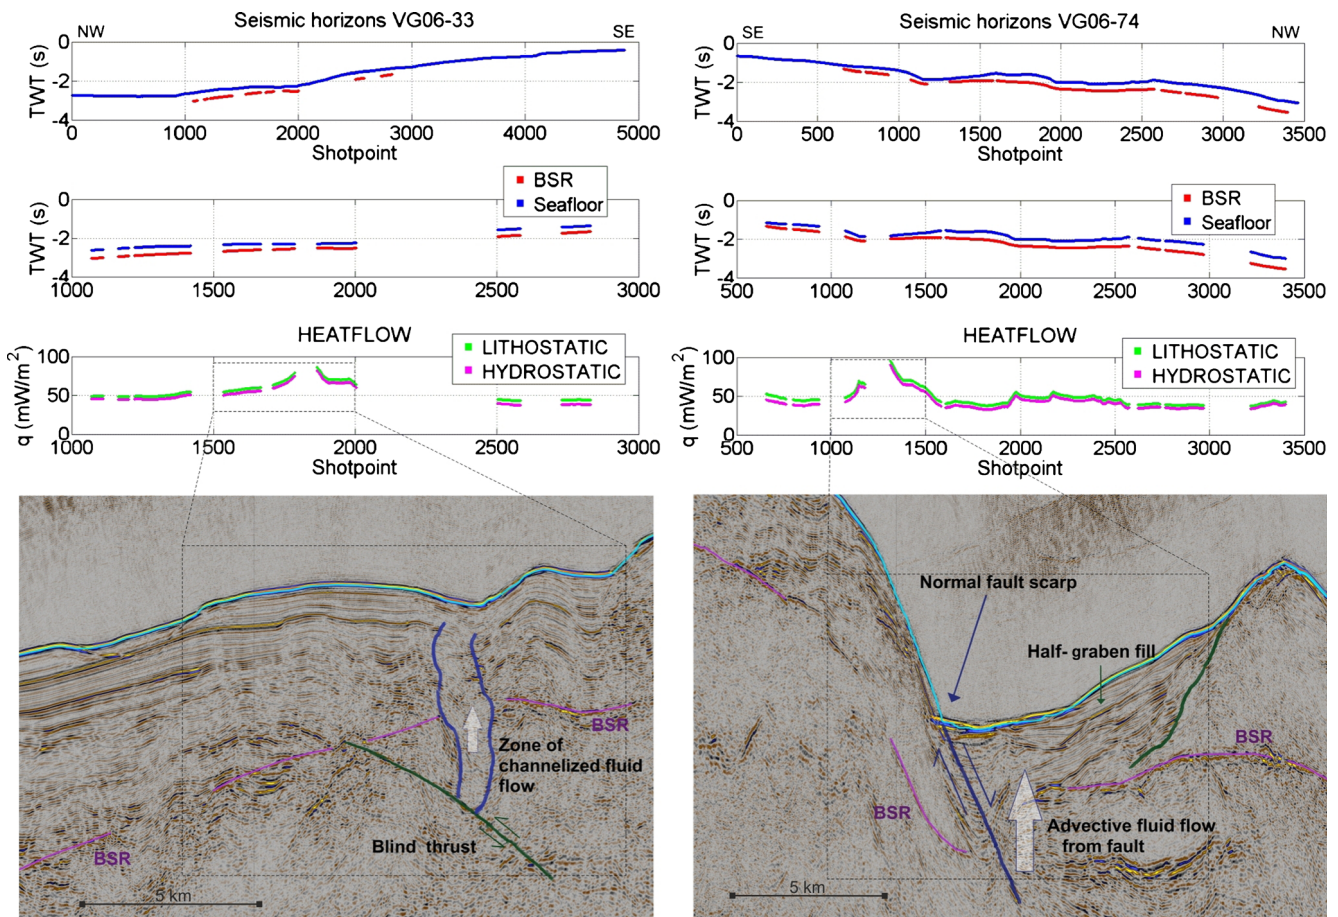 Seismic horizons VG06-33
NW
SE
TWT (s)
0
-2
-4
0
1000
2000
3000
4000
5000
Shotpoint
TWT (s)
0
-2
-4
BSR
Seafloor
1000
1500
2000
2500
3000
HEATFLOW
q (mW/m²)
100
50
0
LITHOSTATIC
HYDROSTATIC
1000
1500
2000
2500
3000
Shotpoint
BSR
BSR
Zone of
channelized fluid
flow
Blind thrust
5 km
Seismic horizons VG06-74
SE
NW
TWT (s)
0
-2
-4
0
500
1000
1500
2000
2500
3000
3500
Shotpoint
TWT (s)
0
-2
-4
BSR
Seafloor
500
1000
1500
2000
2500
3000
3500
HEATFLOW
q (mW/m²)
100
50
0
LITHOSTATIC
HYDROSTATIC
500
1000
1500
2000
2500
3000
3500
Shotpoint
Normal fault scarp
Half- graben fill
BSR
BSR
Advective fluid flow
from fault
5 km